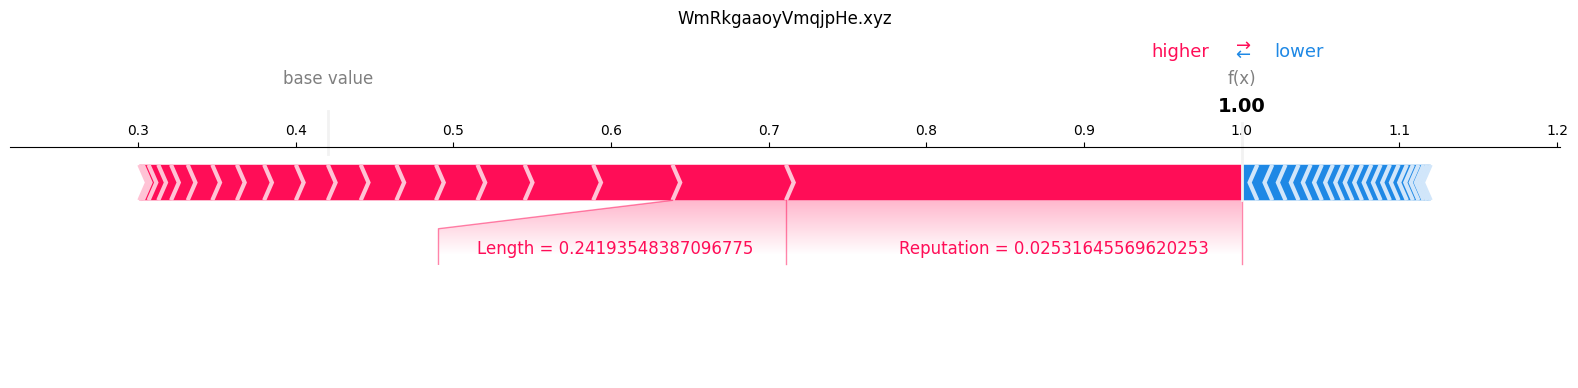 WmRkgaaoyVmqjpHe.xyz
higher ⇄ lower
base value f(x)
1.00
0.3 0.4 0.5 0.6 0.7 0.8 0.9 1.0 1.1 1.2
Length = 0.24193548387096775 Reputation = 0.02531645569620253